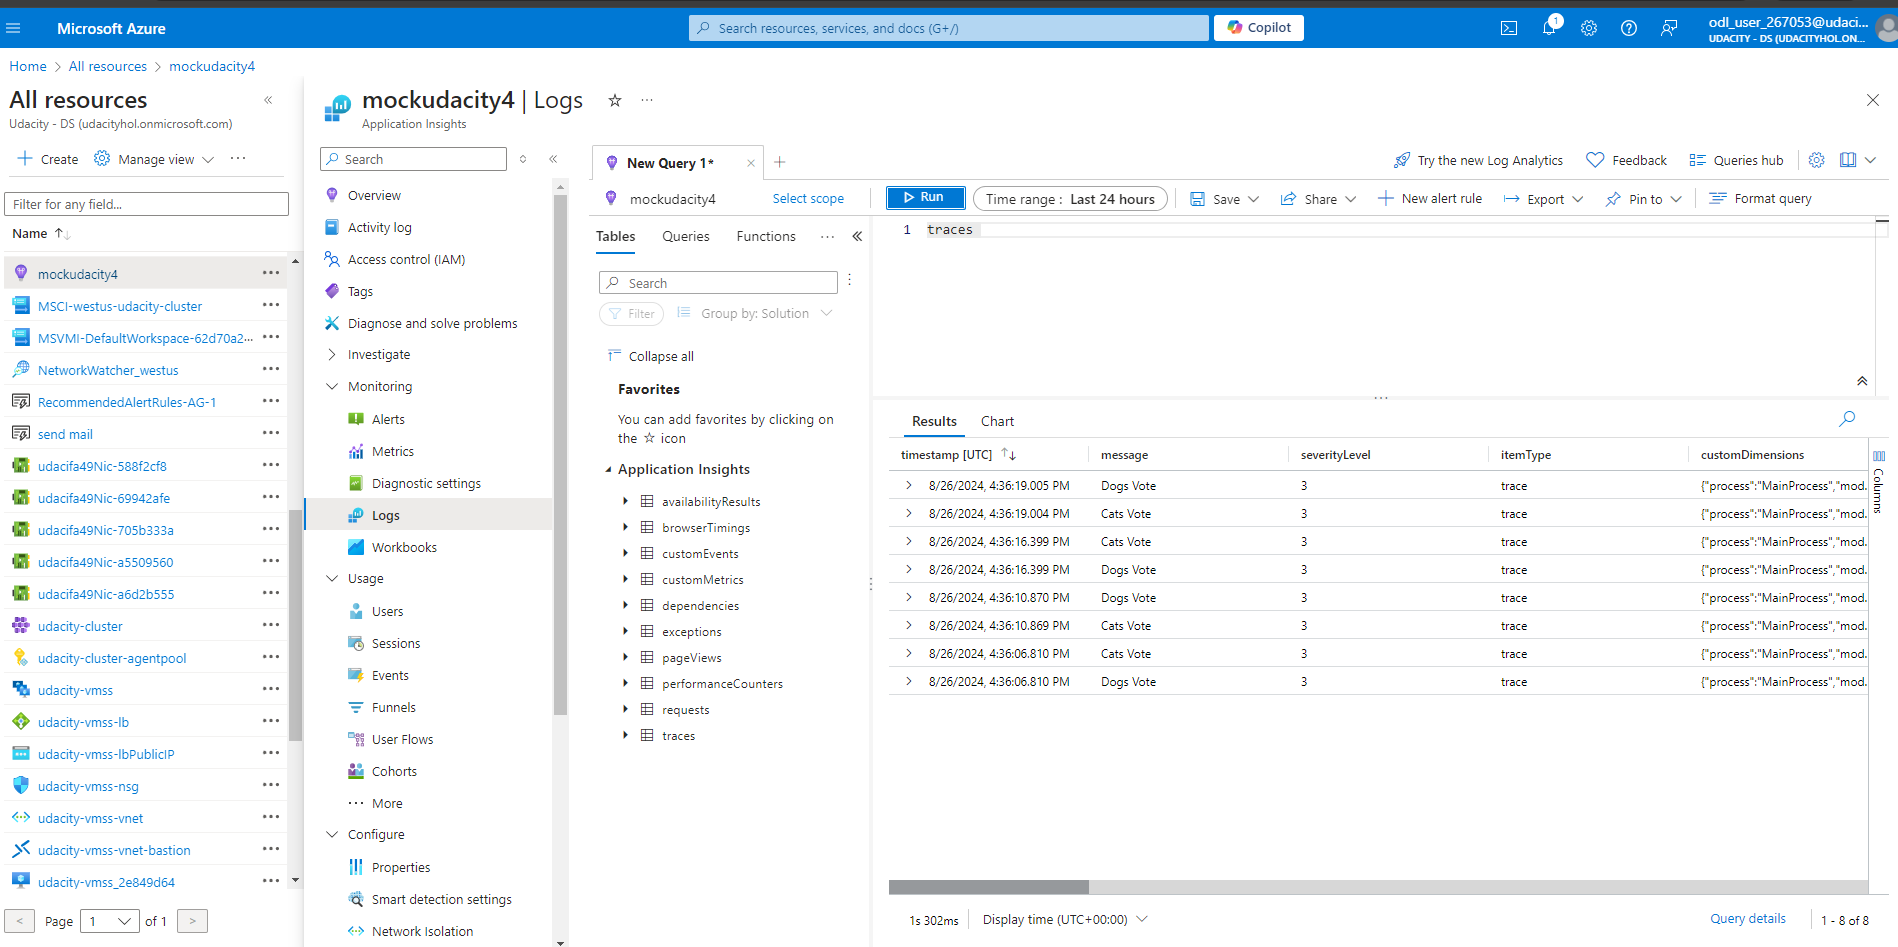 Microsoft Azure
Search resources, services, and docs (G+/)
Copilot
1
odl_user_267053@udaci...
UDACITY - DS (UDACITYHOL.ON...
Home > All resources > mockudacity4
All resources
Udacity - DS (udacityhol.onmicrosoft.com)
Create
Manage view
Filter for any field...
Name
mockudacity4
MSCI-westus-udacity-cluster
MSVMI-DefaultWorkspace-62d70a2...
NetworkWatcher_westus
RecommendedAlertRules-AG-1
send mail
udacifa49Nic-588f2cf8
udacifa49Nic-69942afe
udacifa49Nic-705b333a
udacifa49Nic-a5509560
udacifa49Nic-a6d2b555
udacity-cluster
udacity-cluster-agentpool
udacity-vmss
udacity-vmss-lb
udacity-vmss-lbPublicIP
udacity-vmss-nsg
udacity-vmss-vnet
udacity-vmss-vnet-bastion
udacity-vmss_2e849d64
< Page 1 of 1 >
mockudacity4 | Logs
Application Insights
Search
Overview
Activity log
Access control (IAM)
Tags
Diagnose and solve problems
Investigate
Monitoring
Alerts
Metrics
Diagnostic settings
Logs
Workbooks
Usage
Users
Sessions
Events
Funnels
User Flows
Cohorts
More
Configure
Properties
Smart detection settings
Network Isolation
New Query 1*
Try the new Log Analytics
Feedback
Queries hub
mockudacity4
Select scope
Run
Time range : Last 24 hours
Save
Share
New alert rule
Export
Pin to
Format query
Tables
Queries
Functions
Search
Filter
Group by: Solution
Collapse all
Favorites
You can add favorites by clicking on
the ☆ icon
Application Insights
availabilityResults
browserTimings
customEvents
customMetrics
dependencies
exceptions
pageViews
performanceCounters
requests
traces
1 traces
Results
Chart
timestamp [UTC] message severityLevel itemType customDimensions
8/26/2024, 4:36:19.005 PM Dogs Vote 3 trace {"process":"MainProcess","mod...
8/26/2024, 4:36:19.004 PM Cats Vote 3 trace {"process":"MainProcess","mod...
8/26/2024, 4:36:16.399 PM Cats Vote 3 trace {"process":"MainProcess","mod...
8/26/2024, 4:36:16.399 PM Dogs Vote 3 trace {"process":"MainProcess","mod...
8/26/2024, 4:36:10.870 PM Dogs Vote 3 trace {"process":"MainProcess","mod...
8/26/2024, 4:36:10.869 PM Cats Vote 3 trace {"process":"MainProcess","mod...
8/26/2024, 4:36:06.810 PM Cats Vote 3 trace {"process":"MainProcess","mod...
8/26/2024, 4:36:06.810 PM Dogs Vote 3 trace {"process":"MainProcess","mod...
Columns
1s 302ms
Display time (UTC+00:00)
Query details
1 - 8 of 8